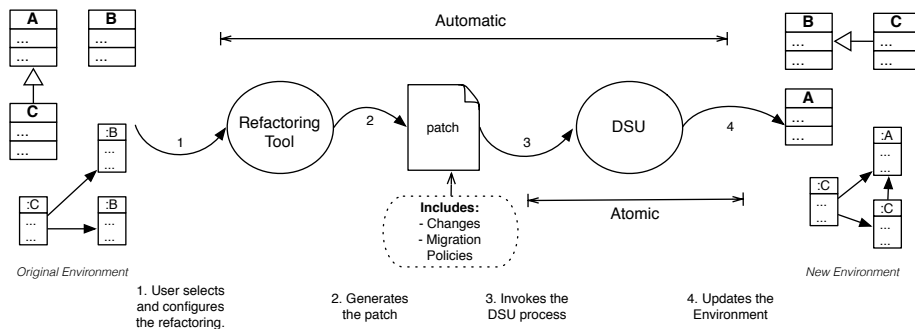 Automatic
A
...
...
B
...
...
C
...
...
:B
...
...
:C
...
...
:B
...
...
Original Environment
1
Refactoring
Tool
2
patch
3
DSU
4
Includes:
- Changes
- Migration
Policies
Atomic
B
...
...
C
...
...
A
...
...
:A
...
...
:C
...
...
:C
...
...
New Environment
1. User selects
and configures
the refactoring.
2. Generates
the patch
3. Invokes the
DSU process
4. Updates the
Environment